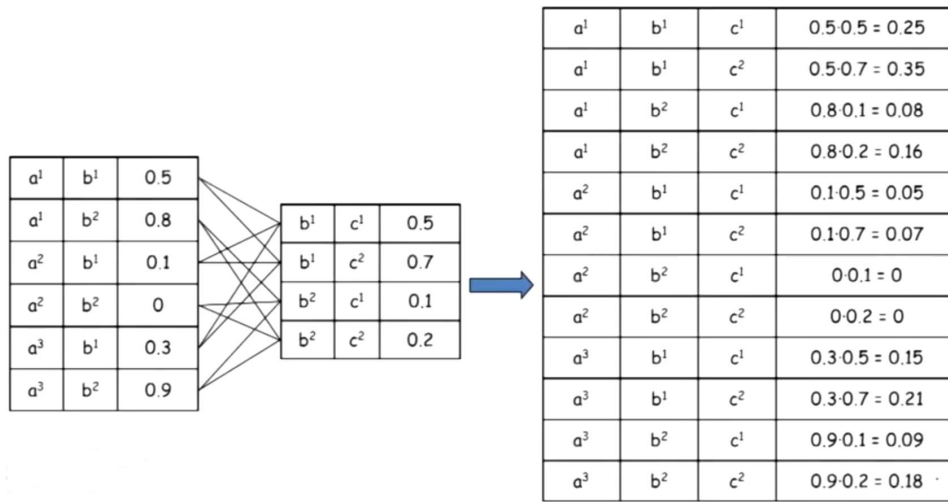 a¹ b¹ 0.5
a¹ b² 0.8
a² b¹ 0.1
a² b² 0
a³ b¹ 0.3
a³ b² 0.9
b¹ c¹ 0.5
b¹ c² 0.7
b² c¹ 0.1
b² c² 0.2
a¹ b¹ c¹ 0.5·0.5 = 0.25
a¹ b¹ c² 0.5·0.7 = 0.35
a¹ b² c¹ 0.8·0.1 = 0.08
a¹ b² c² 0.8·0.2 = 0.16
a² b¹ c¹ 0.1·0.5 = 0.05
a² b¹ c² 0.1·0.7 = 0.07
a² b² c¹ 0·0.1 = 0
a² b² c² 0·0.2 = 0
a³ b¹ c¹ 0.3·0.5 = 0.15
a³ b¹ c² 0.3·0.7 = 0.21
a³ b² c¹ 0.9·0.1 = 0.09
a³ b² c² 0.9·0.2 = 0.18